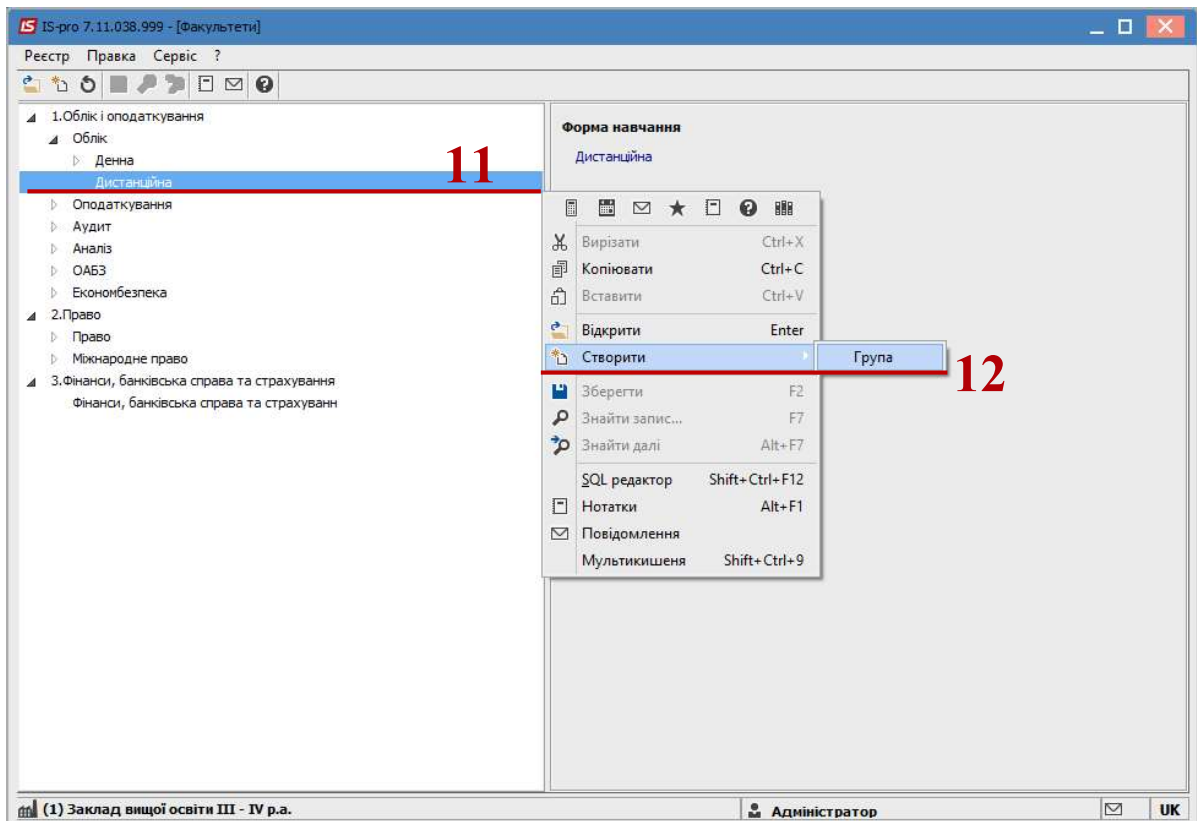 IS-pro 7.11.038.999 - [Факультети]
Реєстр Правка Сервіс ?
1.Облік і оподаткування
Облік
Денна
Дистанційна
Оподаткування
Аудит
Аналіз
ОАБЗ
Економбезпека
2.Право
Право
Міжнародне право
3.Фінанси, банківська справа та страхування
Фінанси, банківська справа та страхуванн
11
Форма навчання
Дистанційна
Вирізати Ctrl+X
Копіювати Ctrl+C
Вставити Ctrl+V
Відкрити Enter
Створити
Група
12
Зберегти F2
Знайти запис... F7
Знайти далі Alt+F7
SQL редактор Shift+Ctrl+F12
Нотатки Alt+F1
Повідомлення
Мультикишеня Shift+Ctrl+9
(1) Заклад вищої освіти III - IV р.а. Адміністратор UK